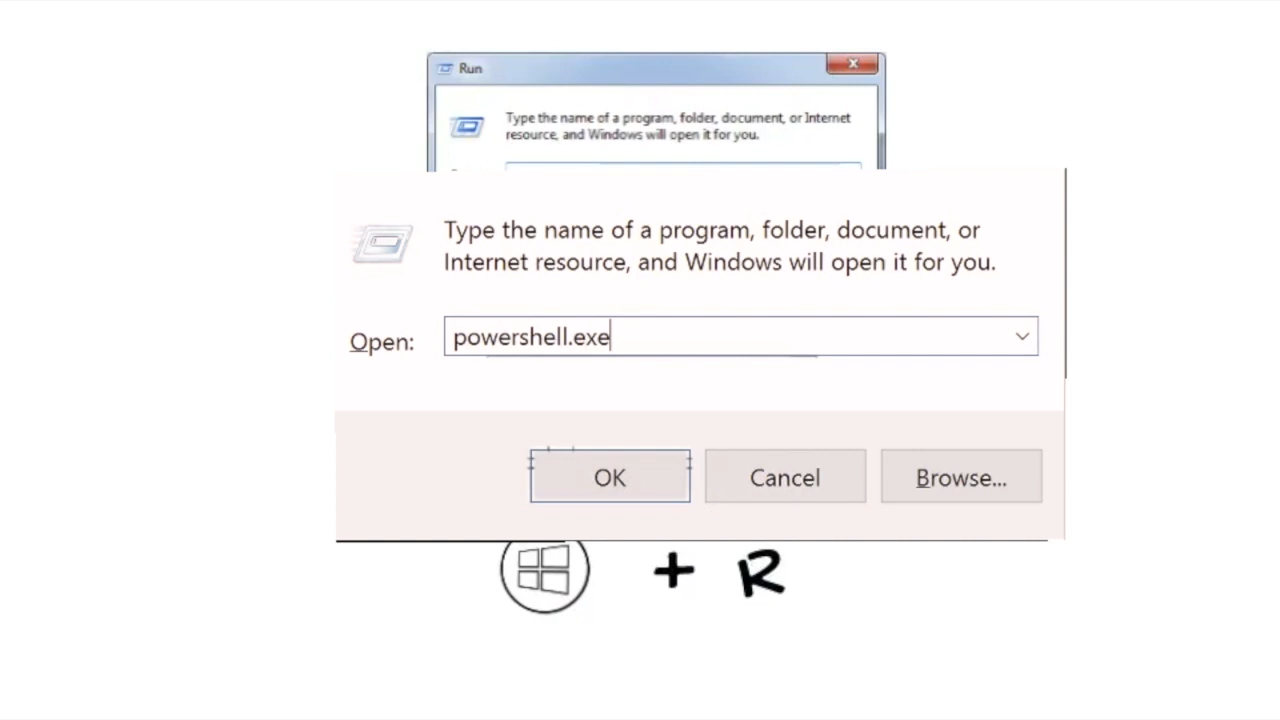 Run
Type the name of a program, folder, document, or Internet
resource, and Windows will open it for you.
Type the name of a program, folder, document, or
Internet resource, and Windows will open it for you.
Open:
powershell.exe
OK
Cancel
Browse...
+ R